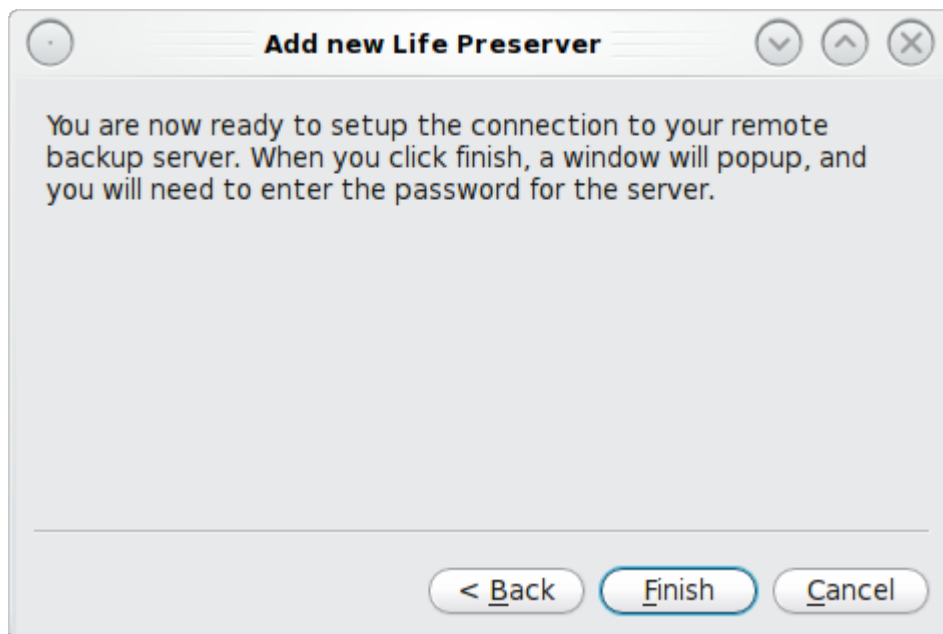 Add new Life Preserver
You are now ready to setup the connection to your remote
backup server. When you click finish, a window will popup, and
you will need to enter the password for the server.
< Back
Finish
Cancel